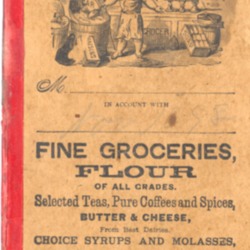 M.
IN ACCOUNT WITH
FINE GROCERIES,
FLOUR
OF ALL GRADES.
Selected Teas, Pure Coffees and Spices,
BUTTER & CHEESE,
From Best Dairies.
CHOICE SYRUPS AND MOLASSES,